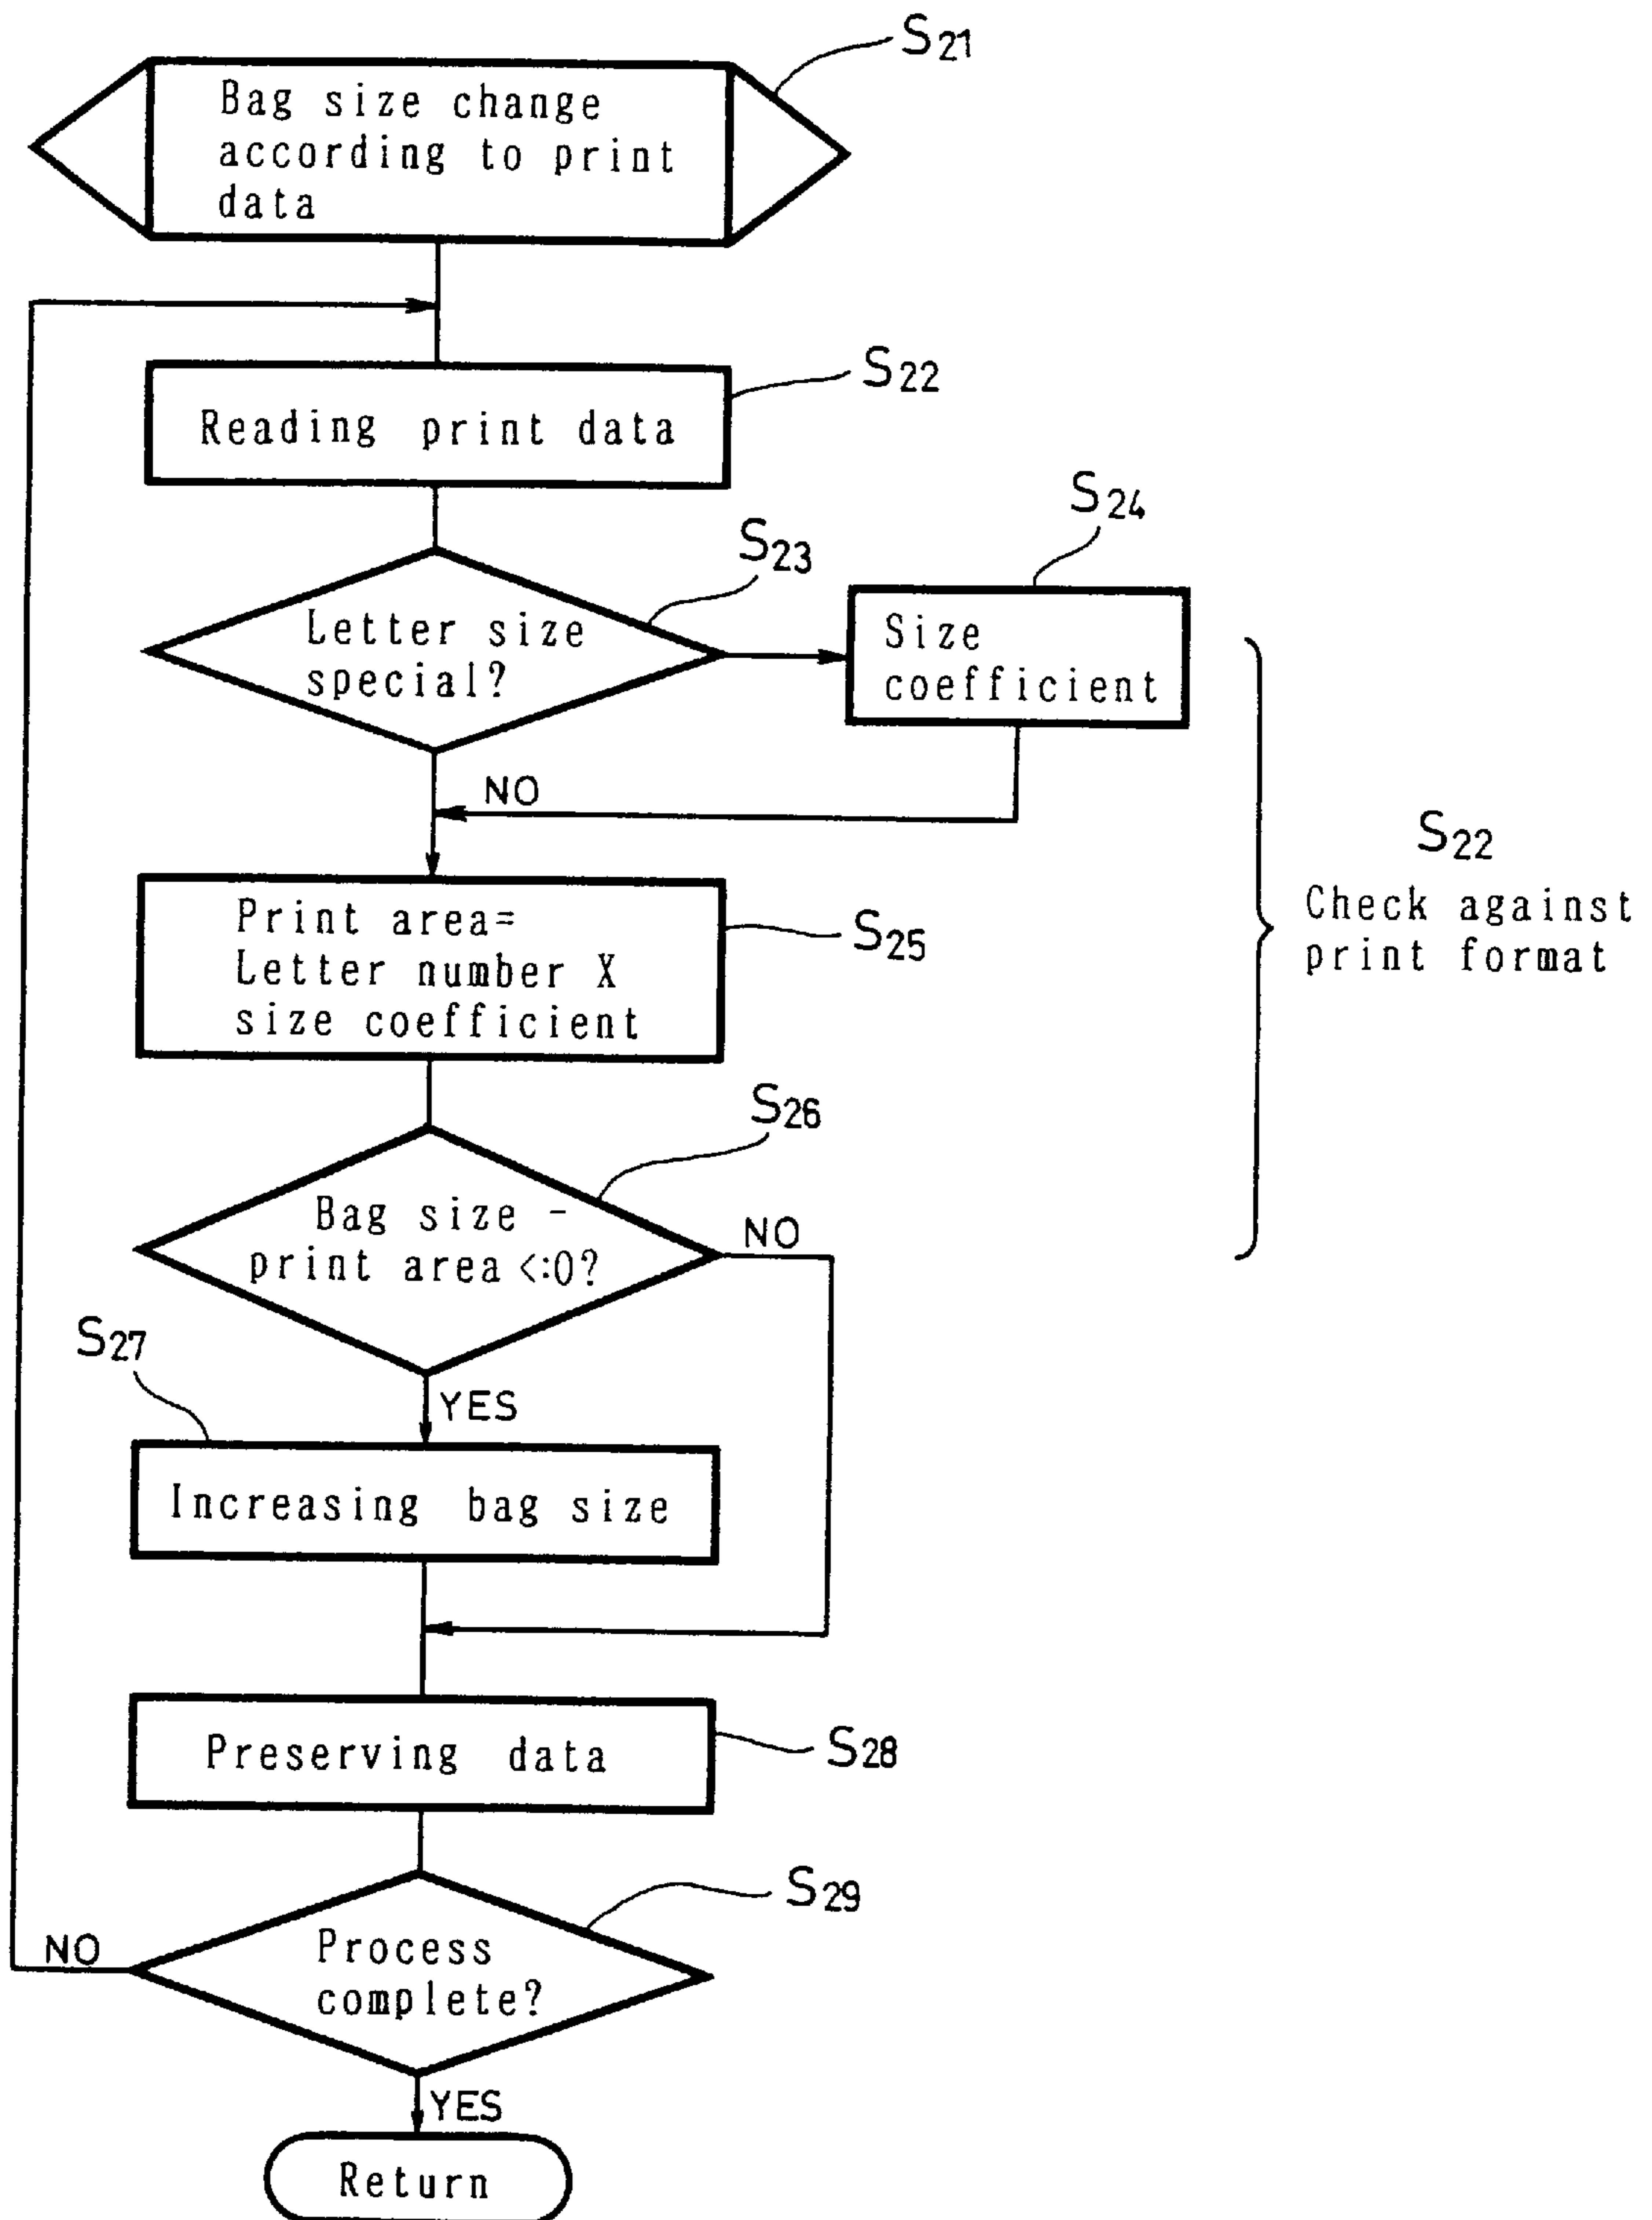 S21
Bag size change
according to print
data
S22
Reading print data
S23
Letter size
special?
S24
Size
coefficient
NO
Print area=
Letter number X
size coefficient
S25
S22
Check against
print format
S26
Bag size -
print area <:0?
NO
S27
YES
Increasing bag size
Preserving data
S28
S29
Process
complete?
NO
YES
Return